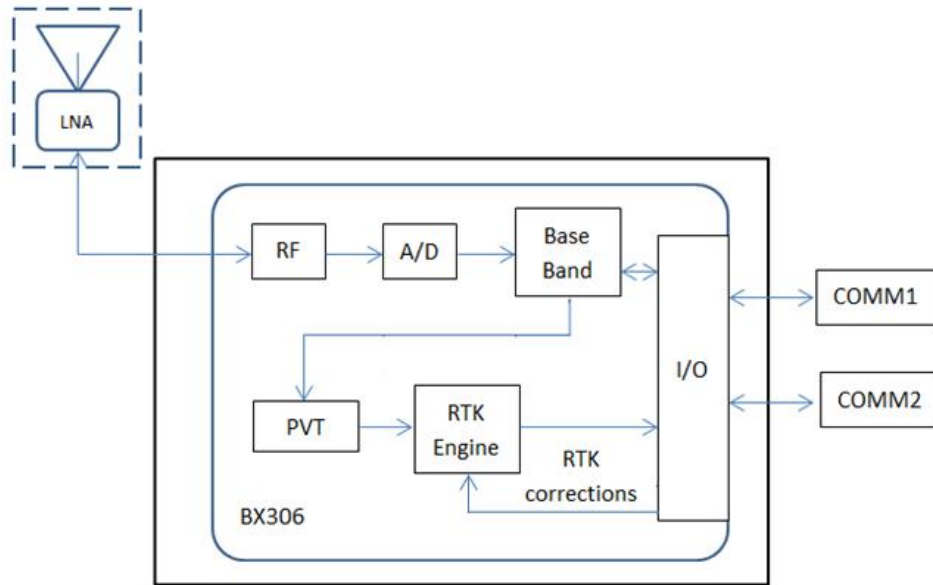 LNA
RF
A/D
Base
Band
COMM1
I/O
COMM2
PVT
RTK
Engine
RTK
corrections
BX306